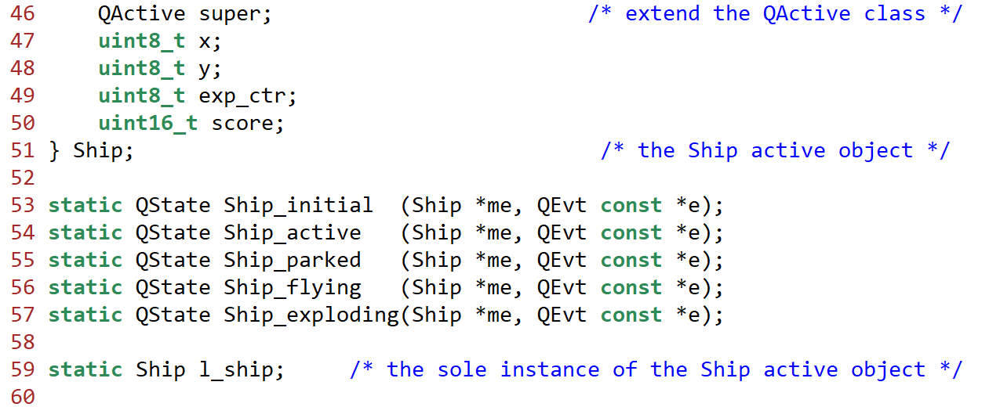 46     QActive super;                          /* extend the QActive class */
47     uint8_t x;
48     uint8_t y;
49     uint8_t exp_ctr;
50     uint16_t score;
51 } Ship;                                     /* the Ship active object */
52
53 static QState Ship_initial  (Ship *me, QEvt const *e);
54 static QState Ship_active   (Ship *me, QEvt const *e);
55 static QState Ship_parked   (Ship *me, QEvt const *e);
56 static QState Ship_flying   (Ship *me, QEvt const *e);
57 static QState Ship_exploding(Ship *me, QEvt const *e);
58
59 static Ship l_ship;     /* the sole instance of the Ship active object */
60